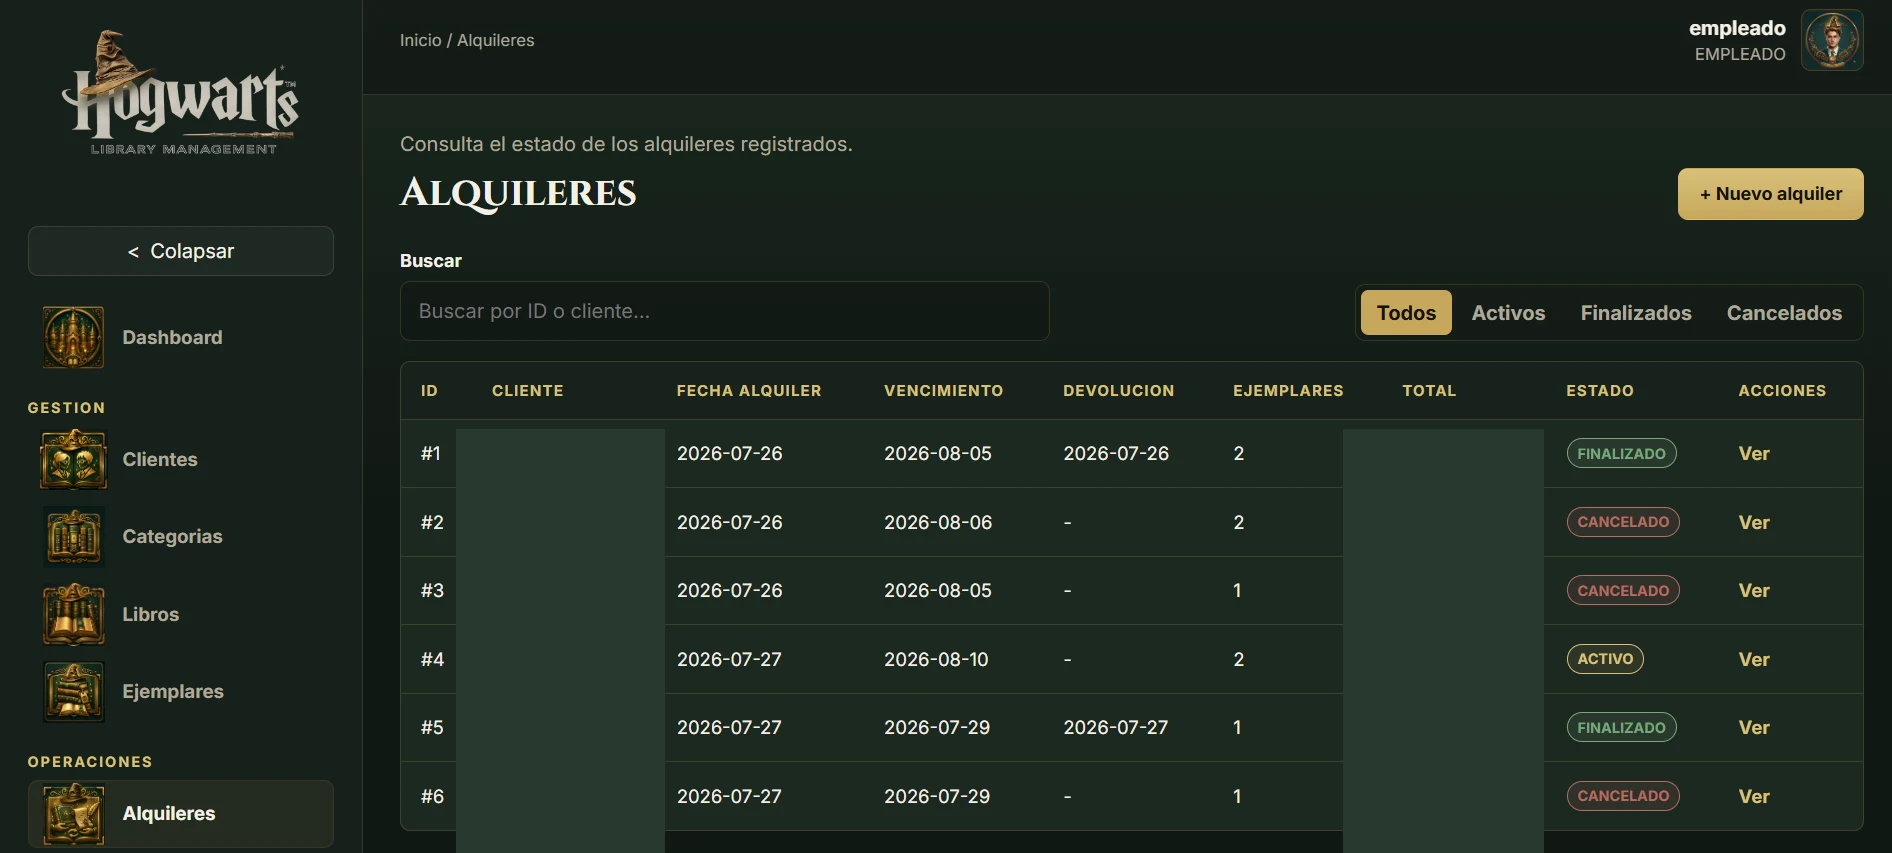 Hogwarts™
LIBRARY MANAGEMENT
< Colapsar
Dashboard
GESTION
Clientes
Categorias
Libros
Ejemplares
OPERACIONES
Alquileres
Inicio / Alquileres
empleado
EMPLEADO
Consulta el estado de los alquileres registrados.
ALQUILERES
+ Nuevo alquiler
Buscar
Buscar por ID o cliente...
Todos Activos Finalizados Cancelados
ID CLIENTE FECHA ALQUILER VENCIMIENTO DEVOLUCION EJEMPLARES TOTAL ESTADO ACCIONES
#1 2026-07-26 2026-08-05 2026-07-26 2 FINALIZADO Ver
#2 2026-07-26 2026-08-06 - 2 CANCELADO Ver
#3 2026-07-26 2026-08-05 - 1 CANCELADO Ver
#4 2026-07-27 2026-08-10 - 2 ACTIVO Ver
#5 2026-07-27 2026-07-29 2026-07-27 1 FINALIZADO Ver
#6 2026-07-27 2026-07-29 - 1 CANCELADO Ver